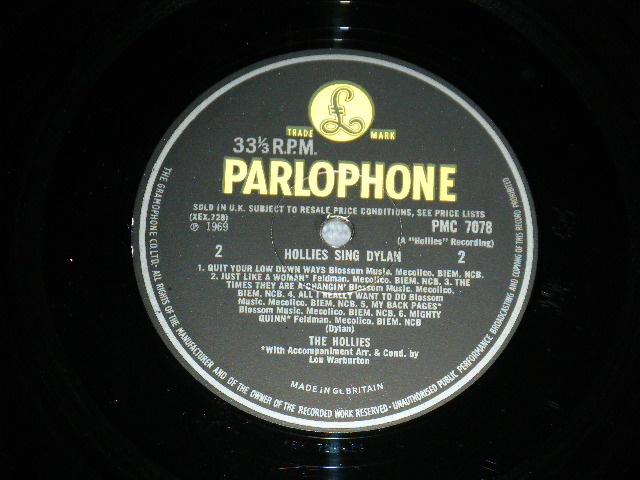 £
TRADE MARK
33⅓ R.P.M.
PARLOPHONE
SOLD IN U.K. SUBJECT TO RESALE PRICE CONDITIONS, SEE PRICE LISTS
(XEX.728) PMC 7078
℗ 1969 (A "Hollies" Recording)
2 HOLLIES SING DYLAN 2
1. QUIT YOUR LOW DOWN WAYS Blossom Music. Mecolico. BIEM. NCB.
2. JUST LIKE A WOMAN* Feldman. Mecolico. BIEM. NCB. 3. THE
TIMES THEY ARE A'CHANGIN' Blossom Music. Mecolico.
BIEM. NCB. 4. ALL I REALLY WANT TO DO Blossom
Music. Mecolico. BIEM. NCB. 5. MY BACK PAGES*
Blossom Music. Mecolico. BIEM. NCB. 6. MIGHTY
QUINN* Feldman. Mecolico. BIEM. NCB
(Dylan)
THE HOLLIES
*With Accompaniment Arr. & Cond. by
Lou Warburton
MADE IN GT. BRITAIN
THE GRAMOPHONE CO. LTD. ALL RIGHTS OF THE MANUFACTURER AND OF THE OWNER OF THE RECORDED WORK RESERVED. UNAUTHORISED PUBLIC PERFORMANCE BROADCASTING AND COPYING OF THIS RECORD PROHIBITED